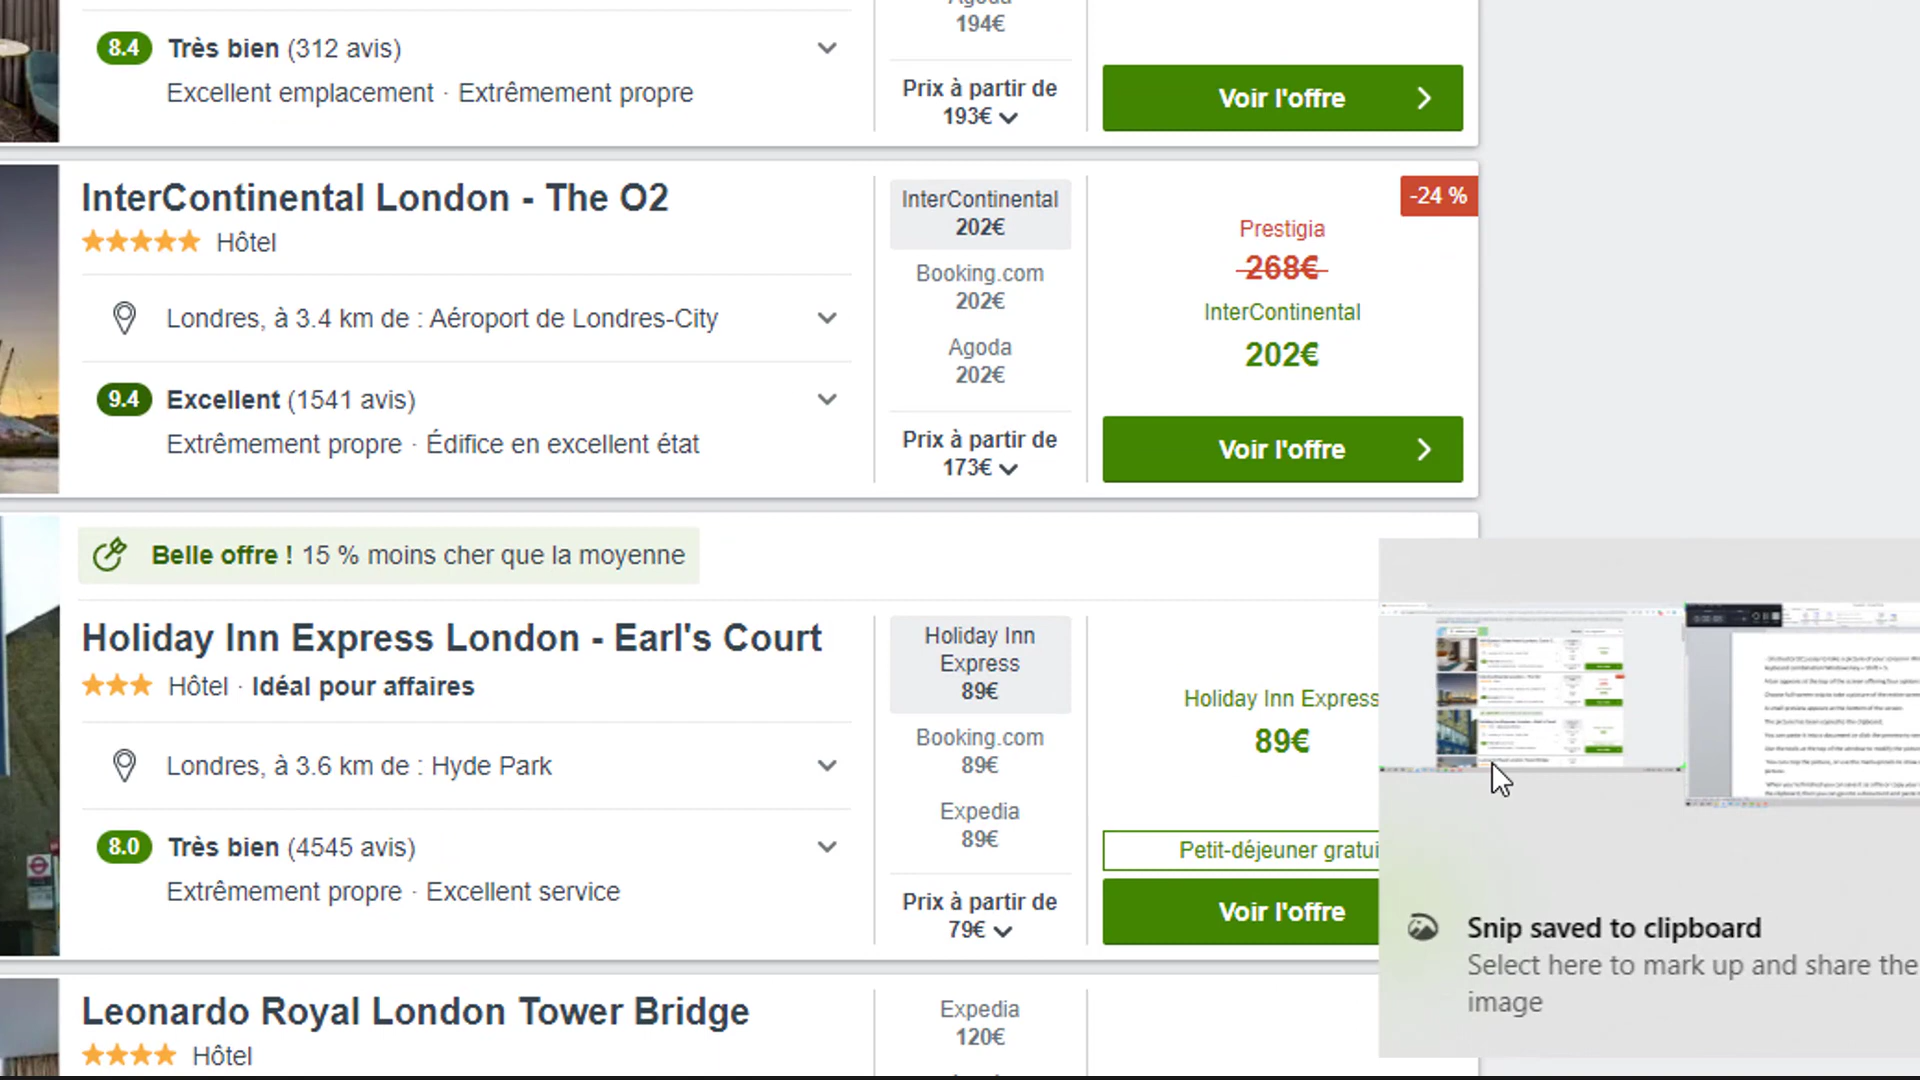 Agoda
194€
8.4 Très bien (312 avis)
Excellent emplacement · Extrêmement propre
Prix à partir de
193€
Voir l'offre
InterContinental London - The O2
Hôtel
Londres, à 3.4 km de : Aéroport de Londres-City
9.4 Excellent (1541 avis)
Extrêmement propre · Édifice en excellent état
InterContinental
202€
Booking.com
202€
Agoda
202€
Prix à partir de
173€
-24 %
Prestigia
268€
InterContinental
202€
Voir l'offre
Belle offre ! 15 % moins cher que la moyenne
Holiday Inn Express London - Earl's Court
Hôtel · Idéal pour affaires
Londres, à 3.6 km de : Hyde Park
8.0 Très bien (4545 avis)
Extrêmement propre · Excellent service
Holiday Inn
Express
89€
Booking.com
89€
Expedia
89€
Prix à partir de
79€
Holiday Inn Express
89€
Petit-déjeuner gratui
Voir l'offre
Leonardo Royal London Tower Bridge
Hôtel
Expedia
120€
Snip saved to clipboard
Select here to mark up and share the
image